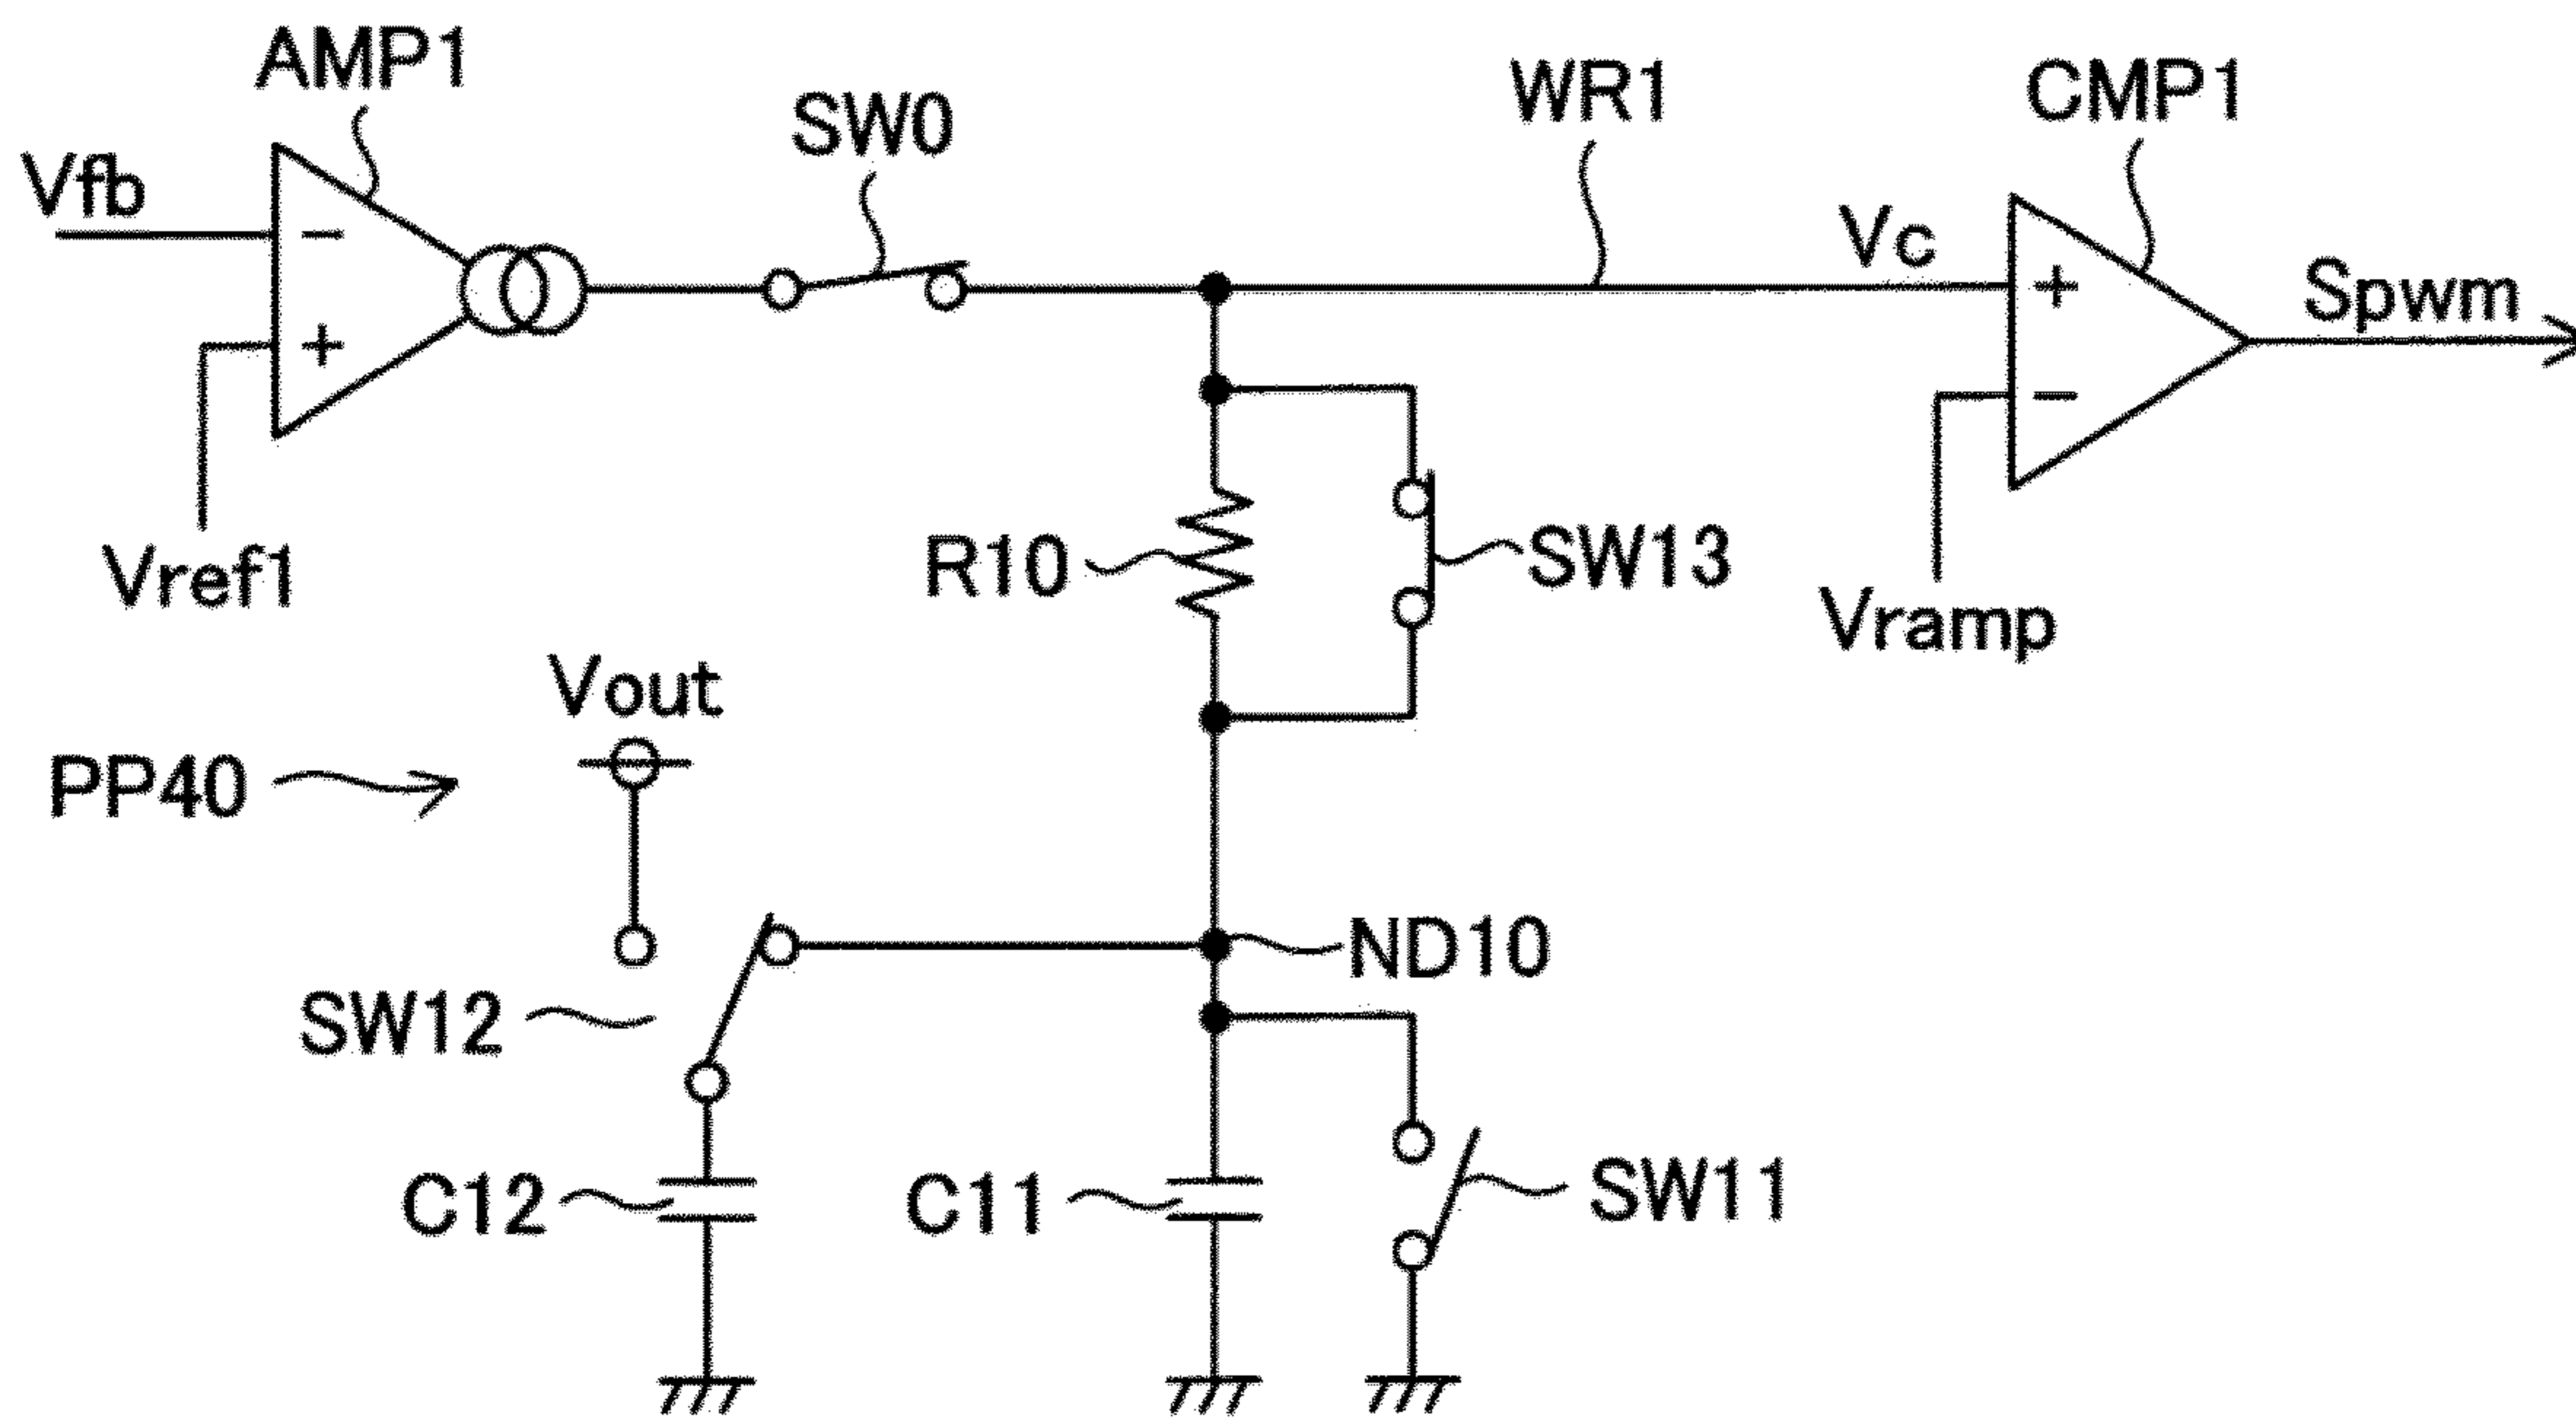 AMP1
SW0
WR1
CMP1
Vfb
Vc
Spwm
−
+
+
−
Vref1
R10
SW13
Vramp
Vout
PP40
ND10
SW12
C12
C11
SW11